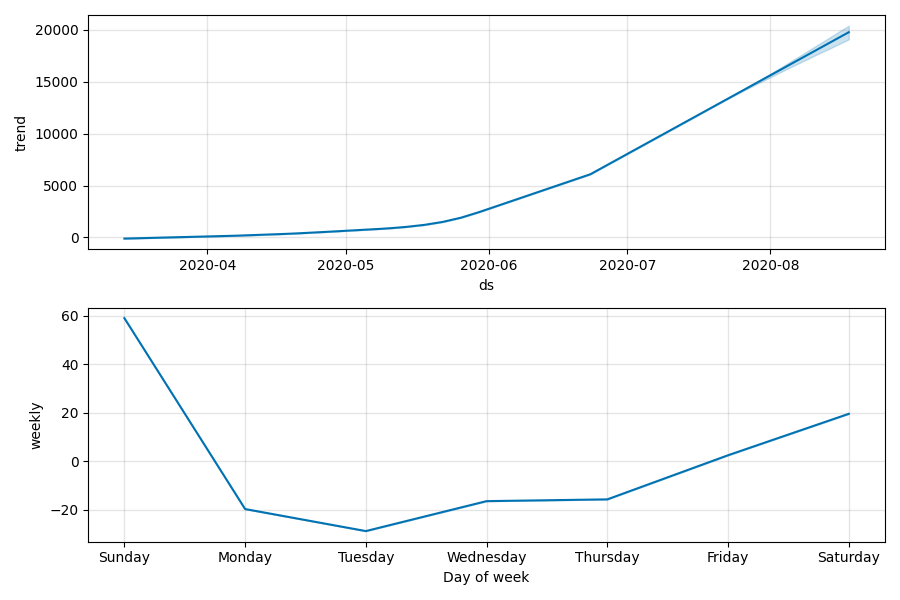 20000
15000
10000
5000
0
trend
2020-04 2020-05 2020-06 2020-07 2020-08
ds
60
40
20
0
−20
weekly
Sunday Monday Tuesday Wednesday Thursday Friday Saturday
Day of week